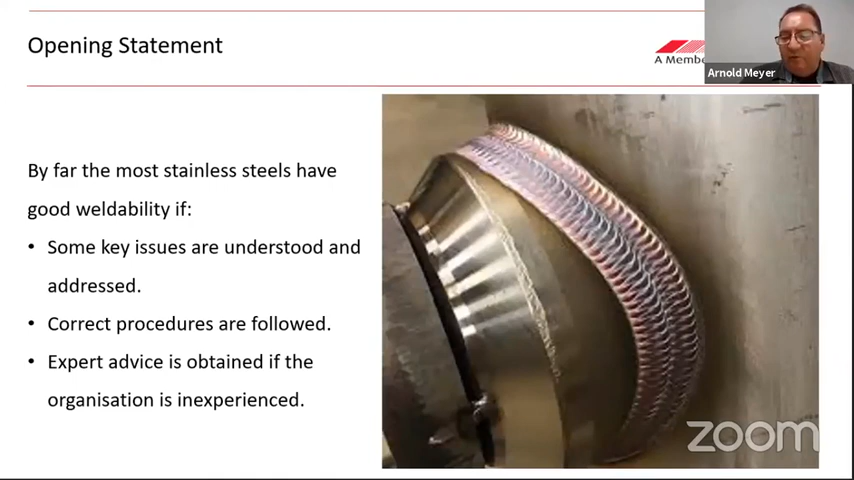 Opening Statement
A Membe
Arnold Meyer
By far the most stainless steels have
good weldability if:
• Some key issues are understood and
addressed.
• Correct procedures are followed.
• Expert advice is obtained if the
organisation is inexperienced.
zoom